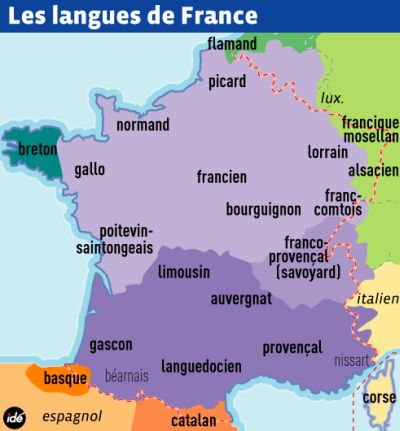 Les langues de France
flamand
picard
lux.
normand
francique
mosellan
breton
lorrain
gallo
alsacien
francien
franc-
comtois
bourguignon
poitevin-
saintongeais
franco-
provençal
(savoyard)
limousin
auvergnat
italien
gascon
provençal
nissart
languedocien
basque
béarnais
corse
espagnol
catalan
idé